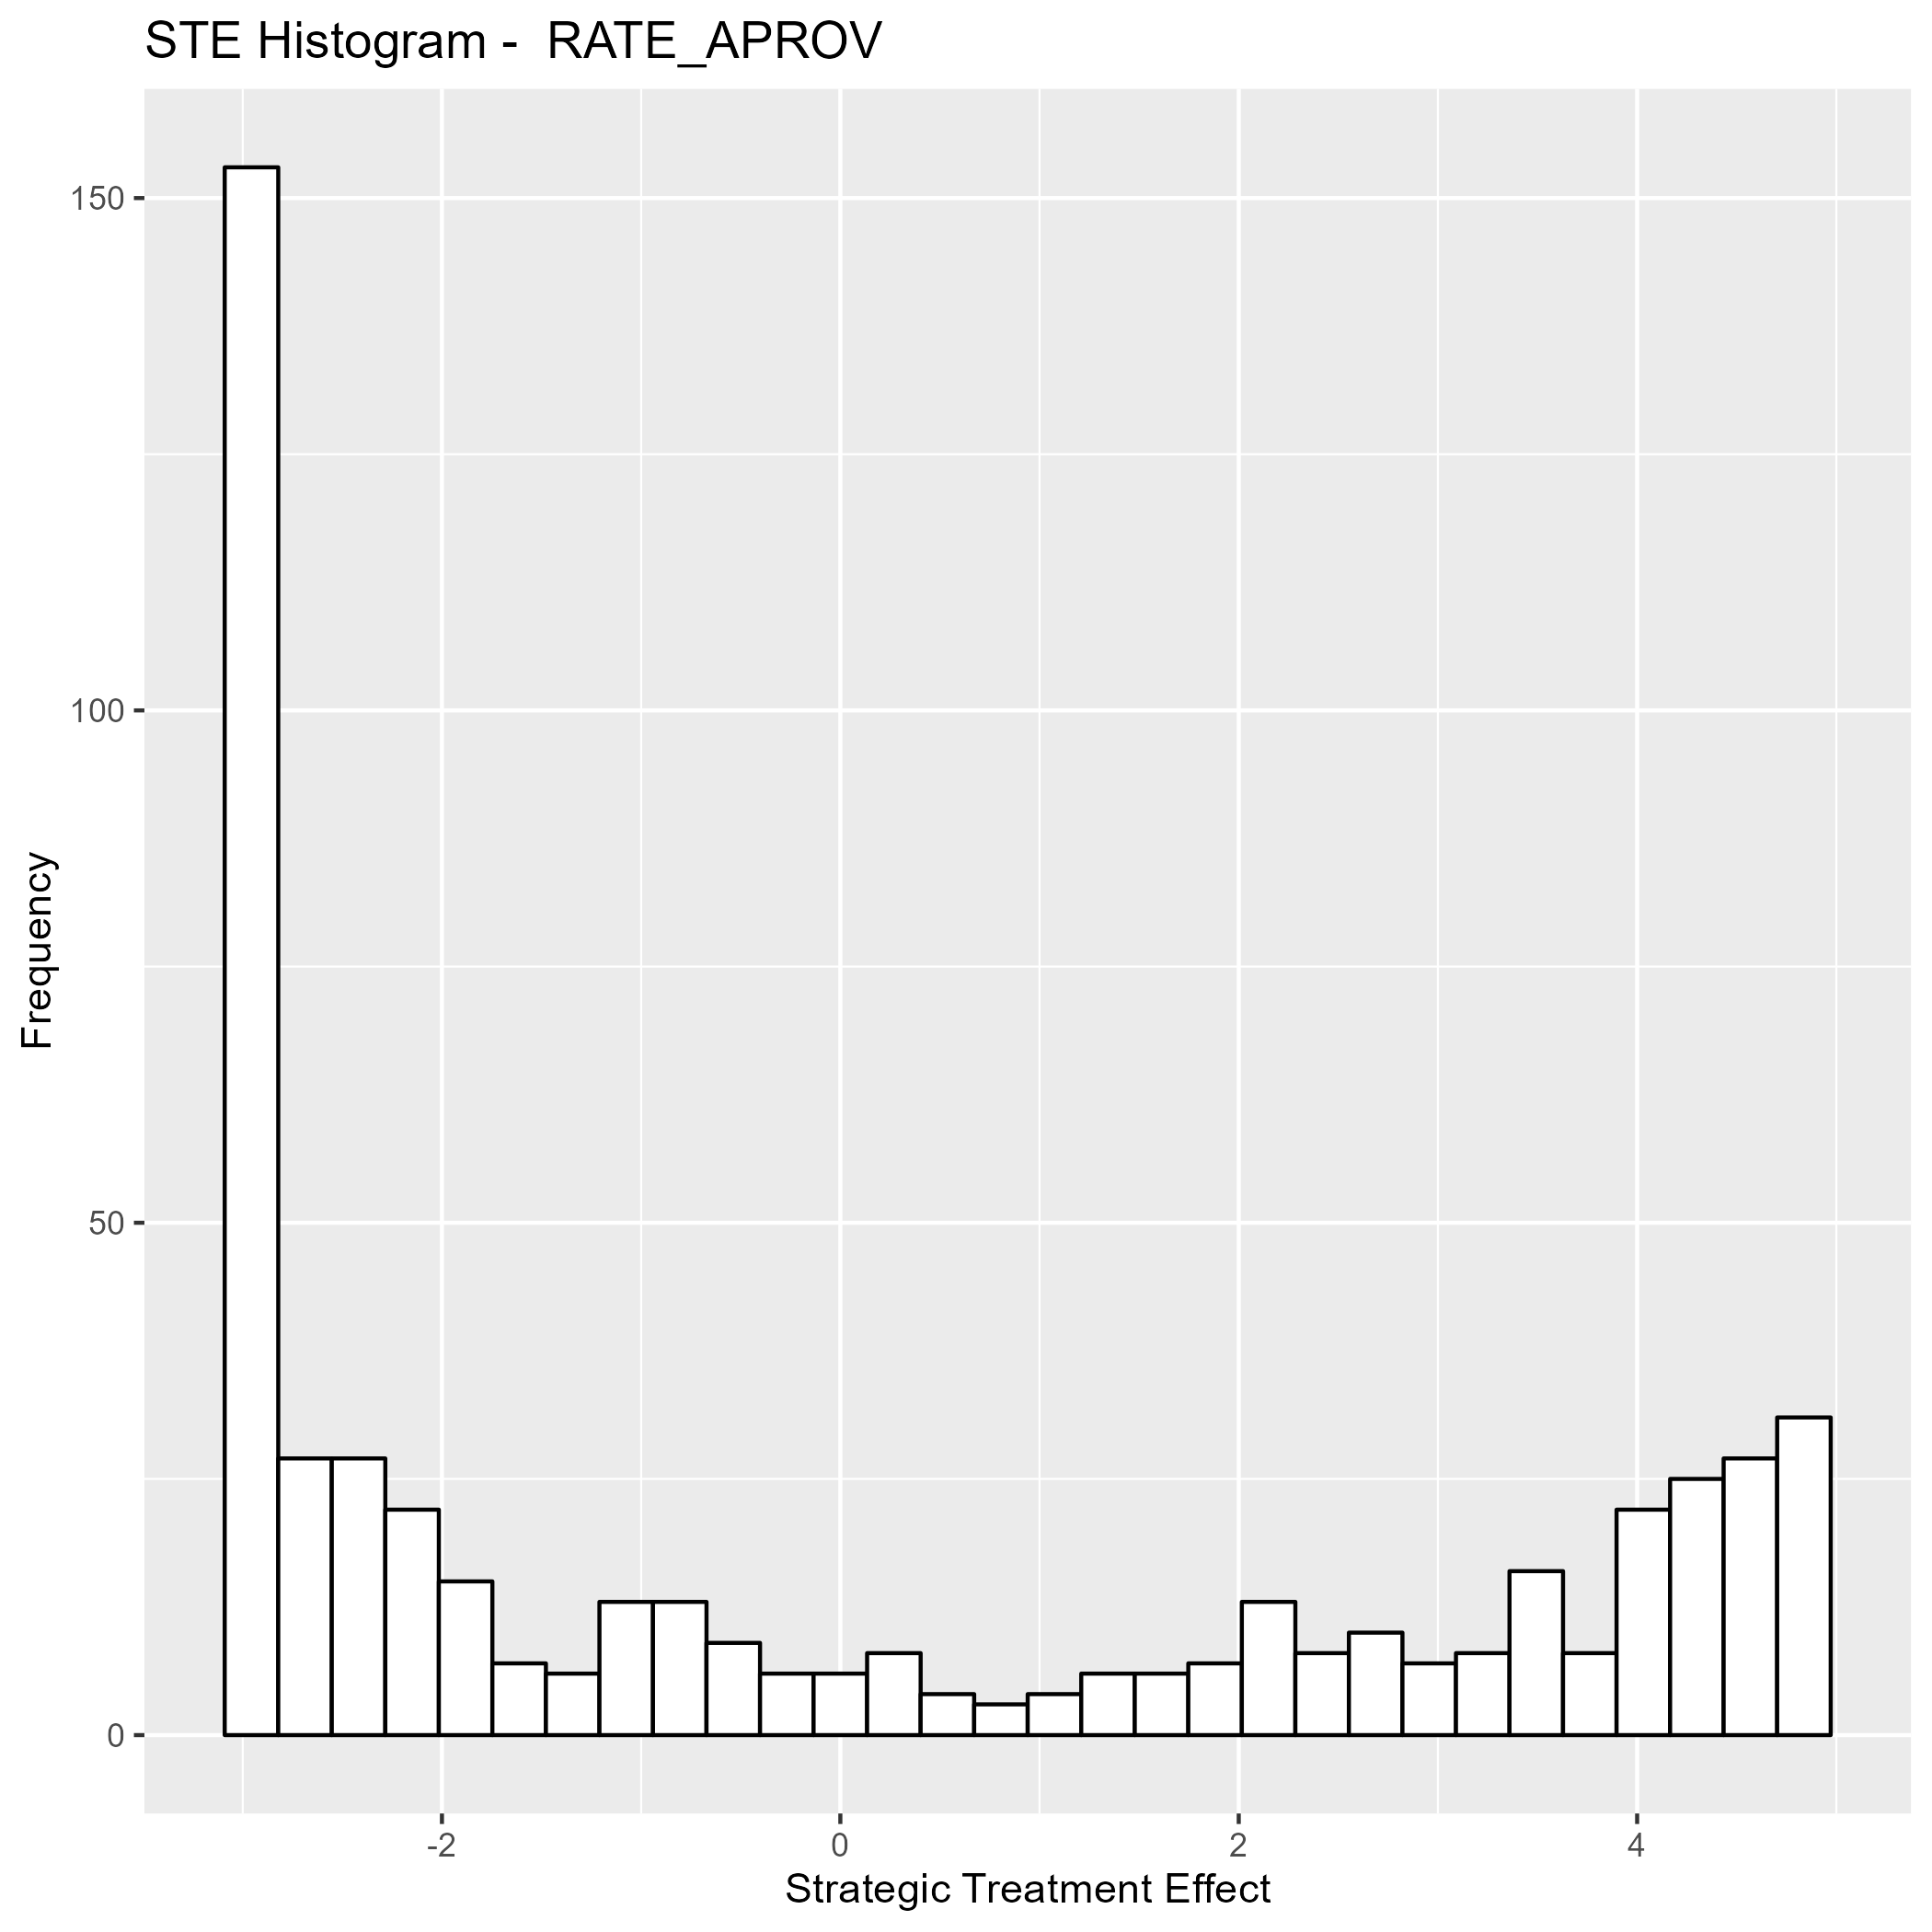 STE Histogram -  RATE_APROV
150
100
50
0
Frequency
-2
0
2
4
Strategic Treatment Effect